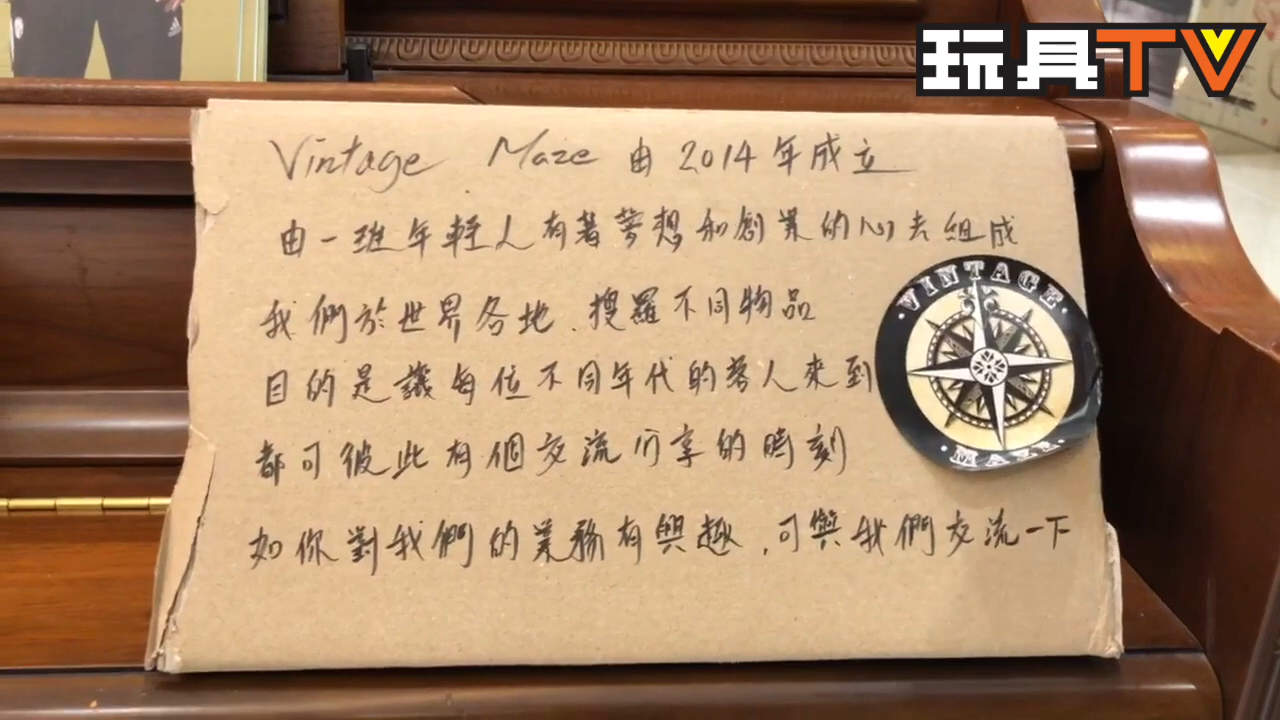 玩具TV
Vintage Maze 由 2014年成立
由一班年輕人有著夢想和創業的心去組成
我們於世界各地、搜羅不同物品
目的是讓每位不同年代的客人來到
都可彼此有個交流分享的時刻
如你對我們的業務有興趣,可與我們交流一下
VINTAGE
MAZE